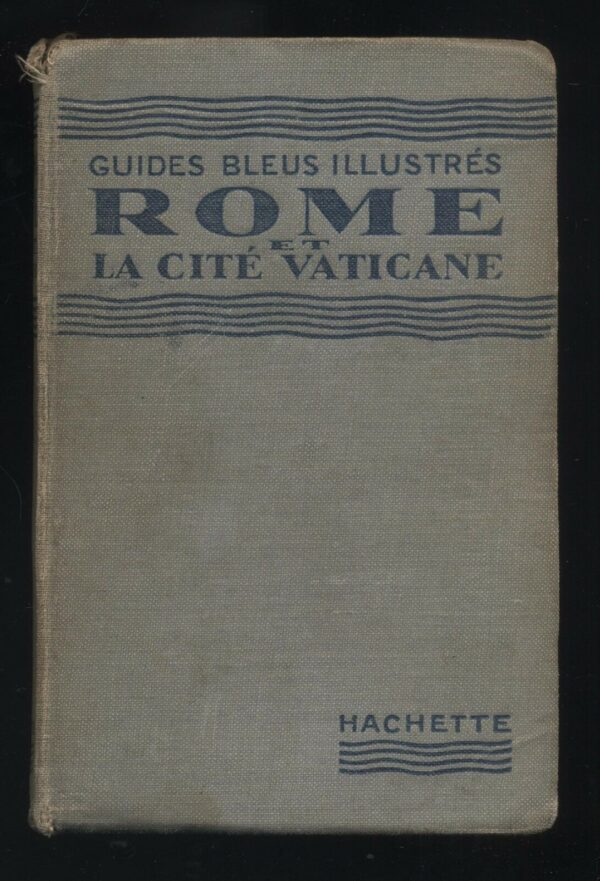 GUIDES BLEUS ILLUSTRÉS
ROME
ET
LA CITÉ VATICANE
HACHETTE